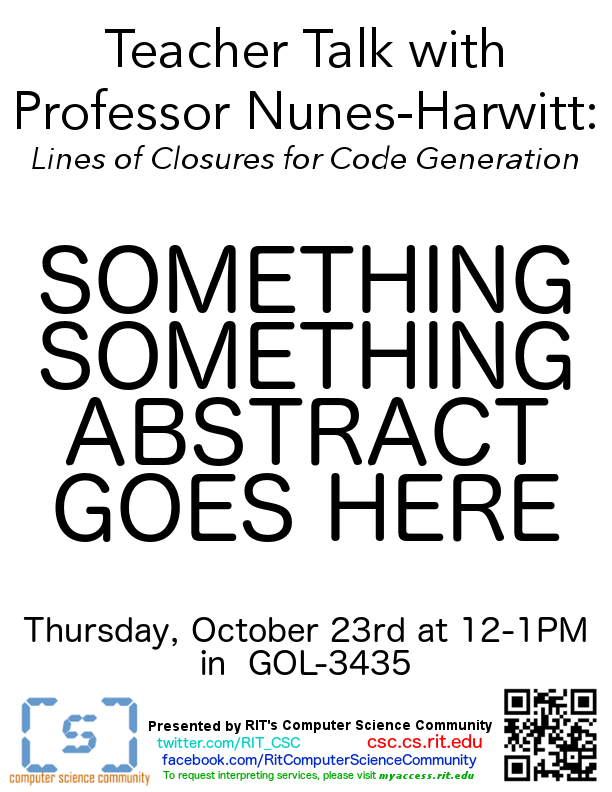 Teacher Talk with
Professor Nunes-Harwitt:
Lines of Closures for Code Generation
SOMETHING
SOMETHING
ABSTRACT
GOES HERE
Thursday, October 23rd at 12-1PM
in GOL-3435
[s]
computer science community
Presented by RIT's Computer Science Community
twitter.com/RIT_CSC csc.cs.rit.edu
facebook.com/RitComputerScienceCommunity
To request interpreting services, please visit myaccess.rit.edu